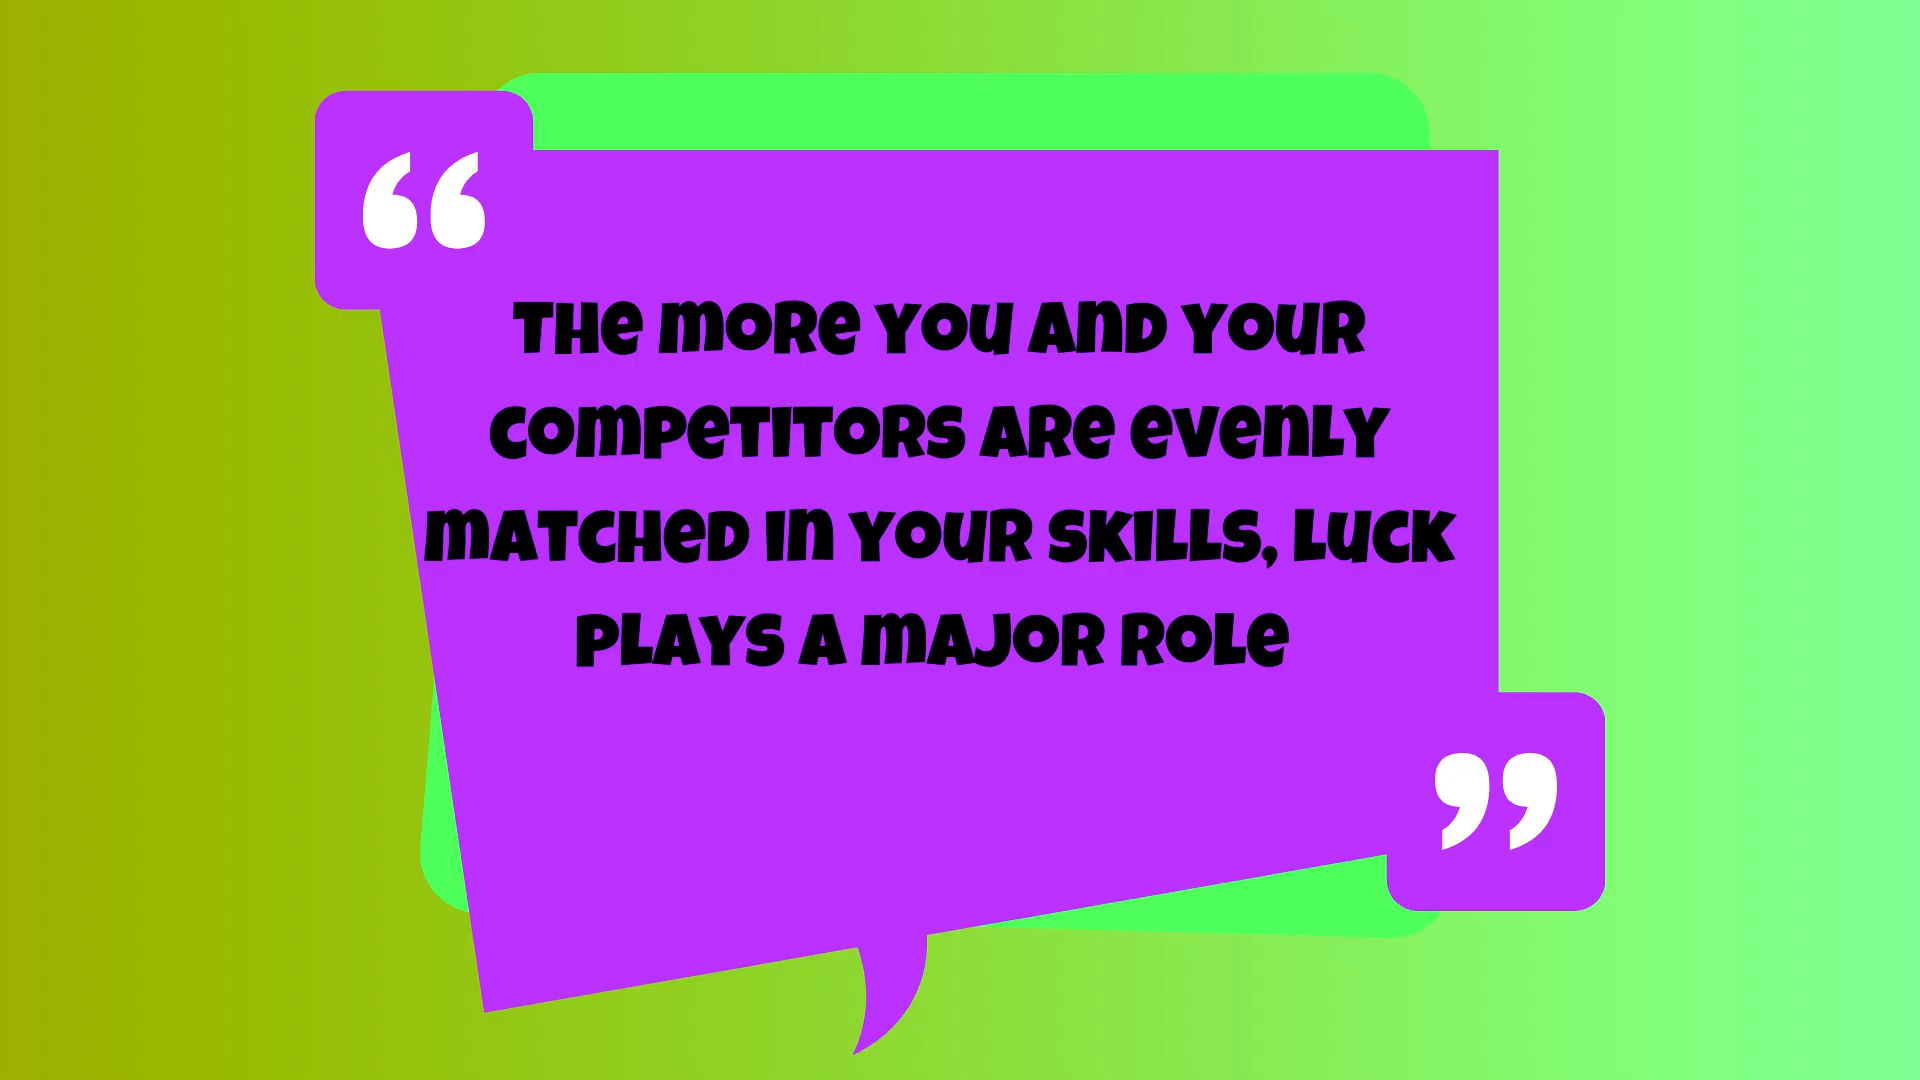 “
The more you and your
competitors are evenly
matched in your skills, luck
plays a major role
”